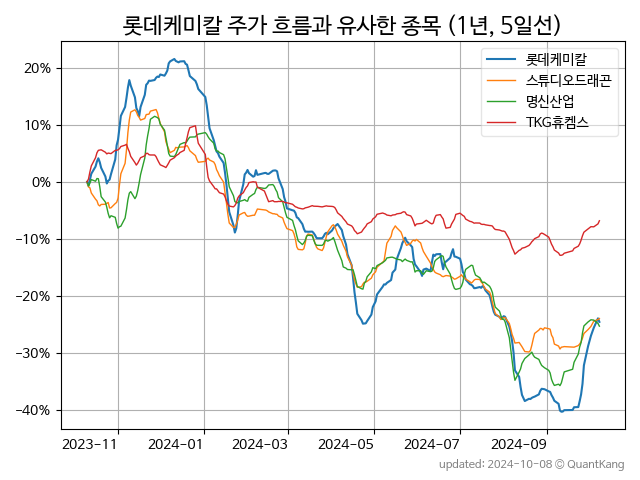 롯데케미칼 주가 흐름과 유사한 종목 (1년, 5일선)
롯데케미칼
스튜디오드래곤
명신산업
TKG휴켐스
20%
10%
0%
−10%
−20%
−30%
−40%
2023−11
2024−01
2024−03
2024−05
2024−07
2024−09
updated: 2024-10-08 © QuantKang